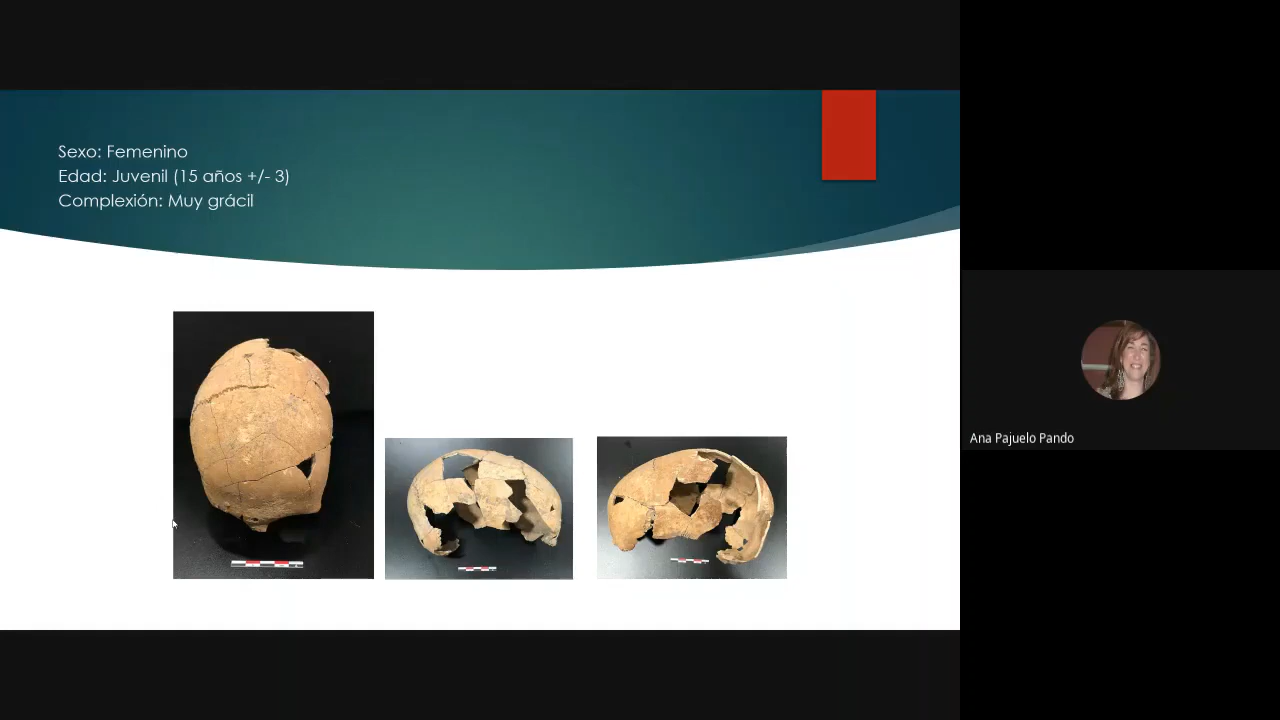 Sexo: Femenino
Edad: Juvenil (15 años +/- 3)
Complexión: Muy grácil
Ana Pajuelo Pando